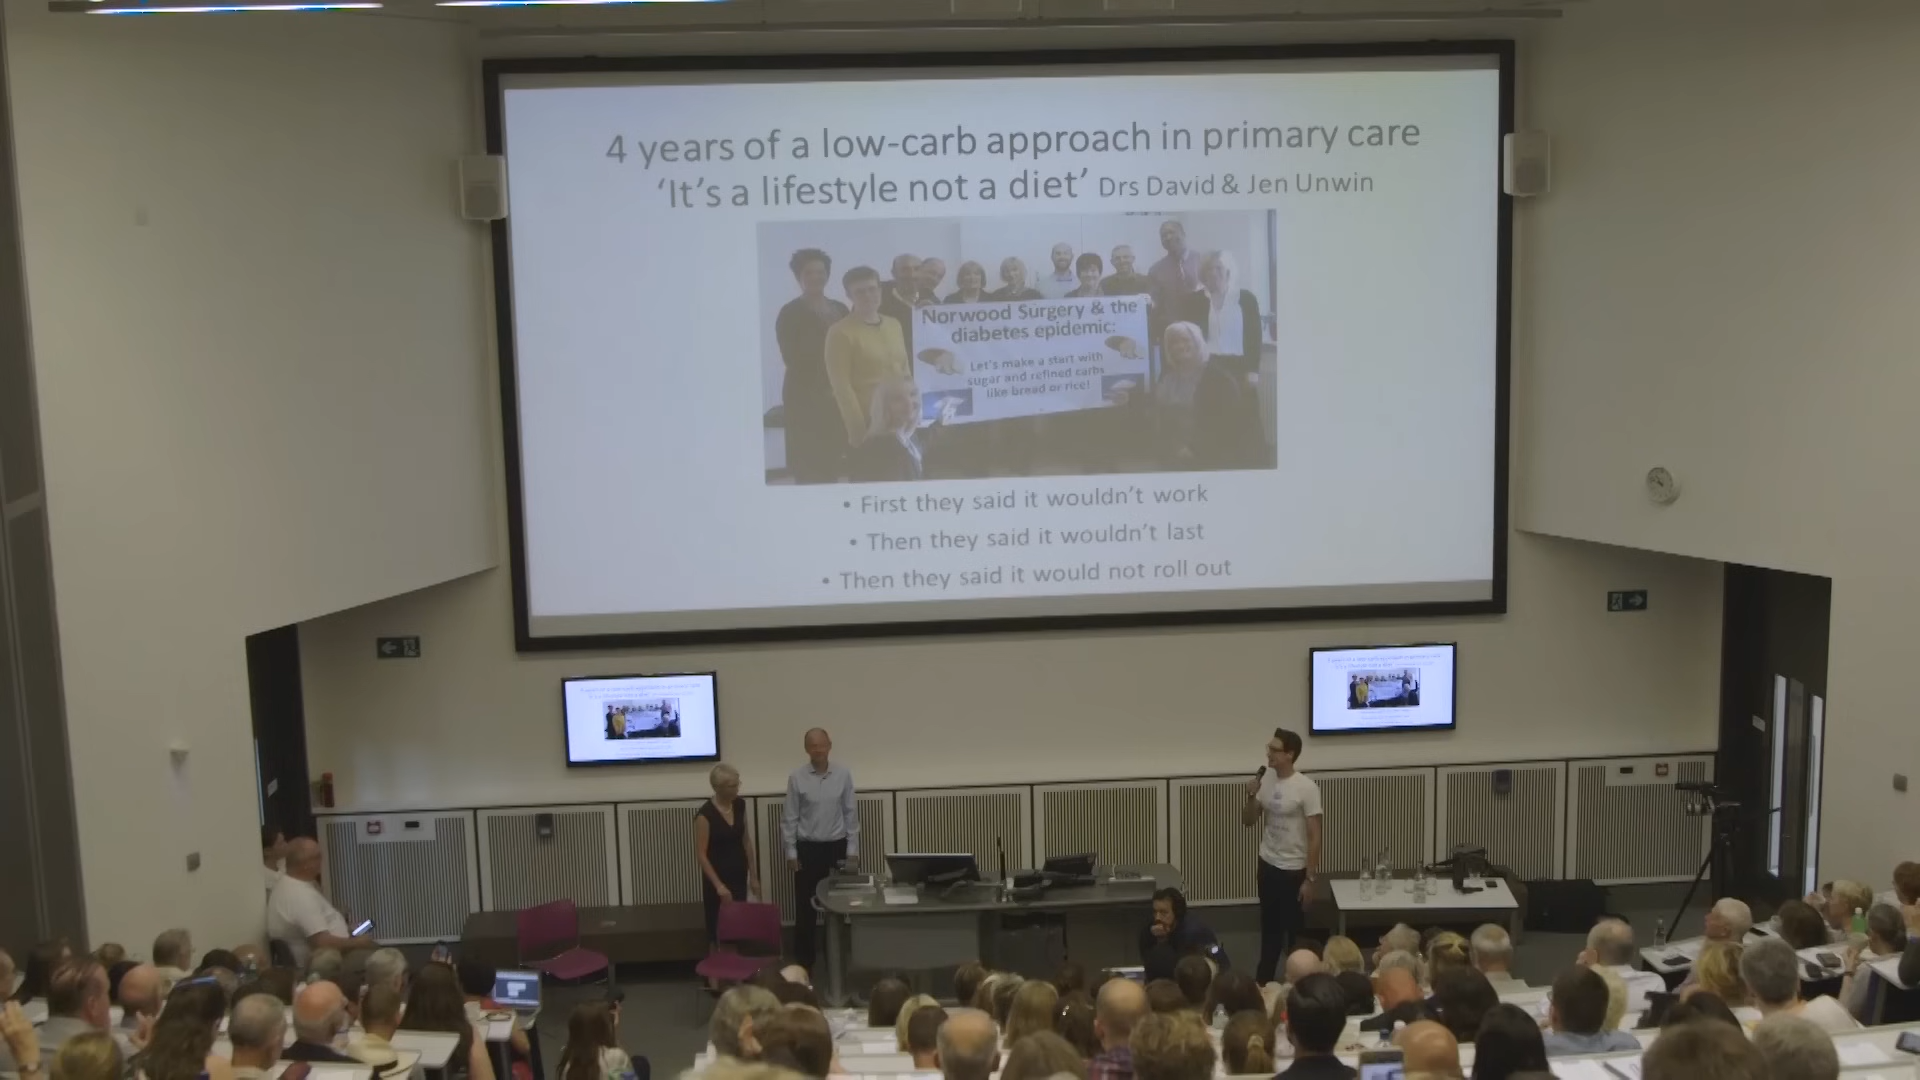 4 years of a low-carb approach in primary care
‘It’s a lifestyle not a diet’ Drs David & Jen Unwin
Norwood Surgery & the
diabetes epidemic:
Let's make a start with
sugar and refined carbs
like bread or rice!
• First they said it wouldn’t work
• Then they said it wouldn’t last
• Then they said it would not roll out